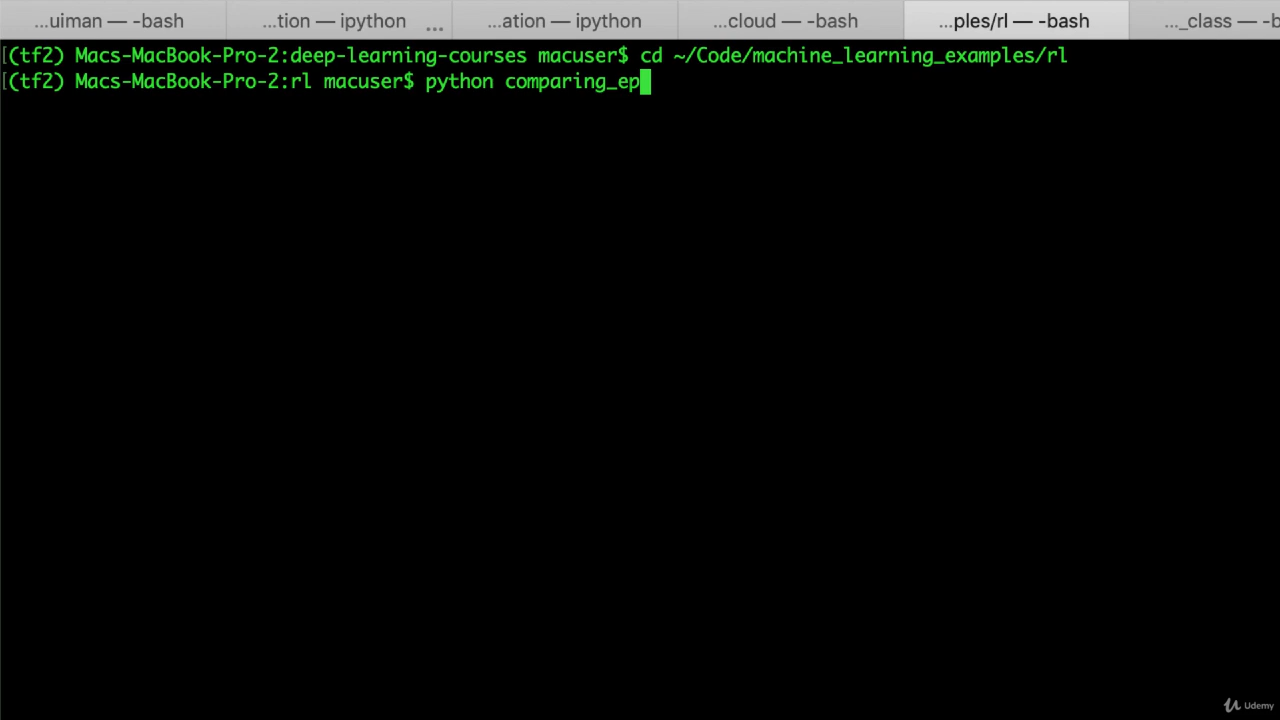 ...uiman — -bash ...tion — ipython ... ...ation — ipython ...cloud — -bash ...ples/rl — -bash ..._class — -b
[(tf2) Macs-MacBook-Pro-2:deep-learning-courses macuser$ cd ~/Code/machine_learning_examples/rl
[(tf2) Macs-MacBook-Pro-2:rl macuser$ python comparing_ep
Udemy